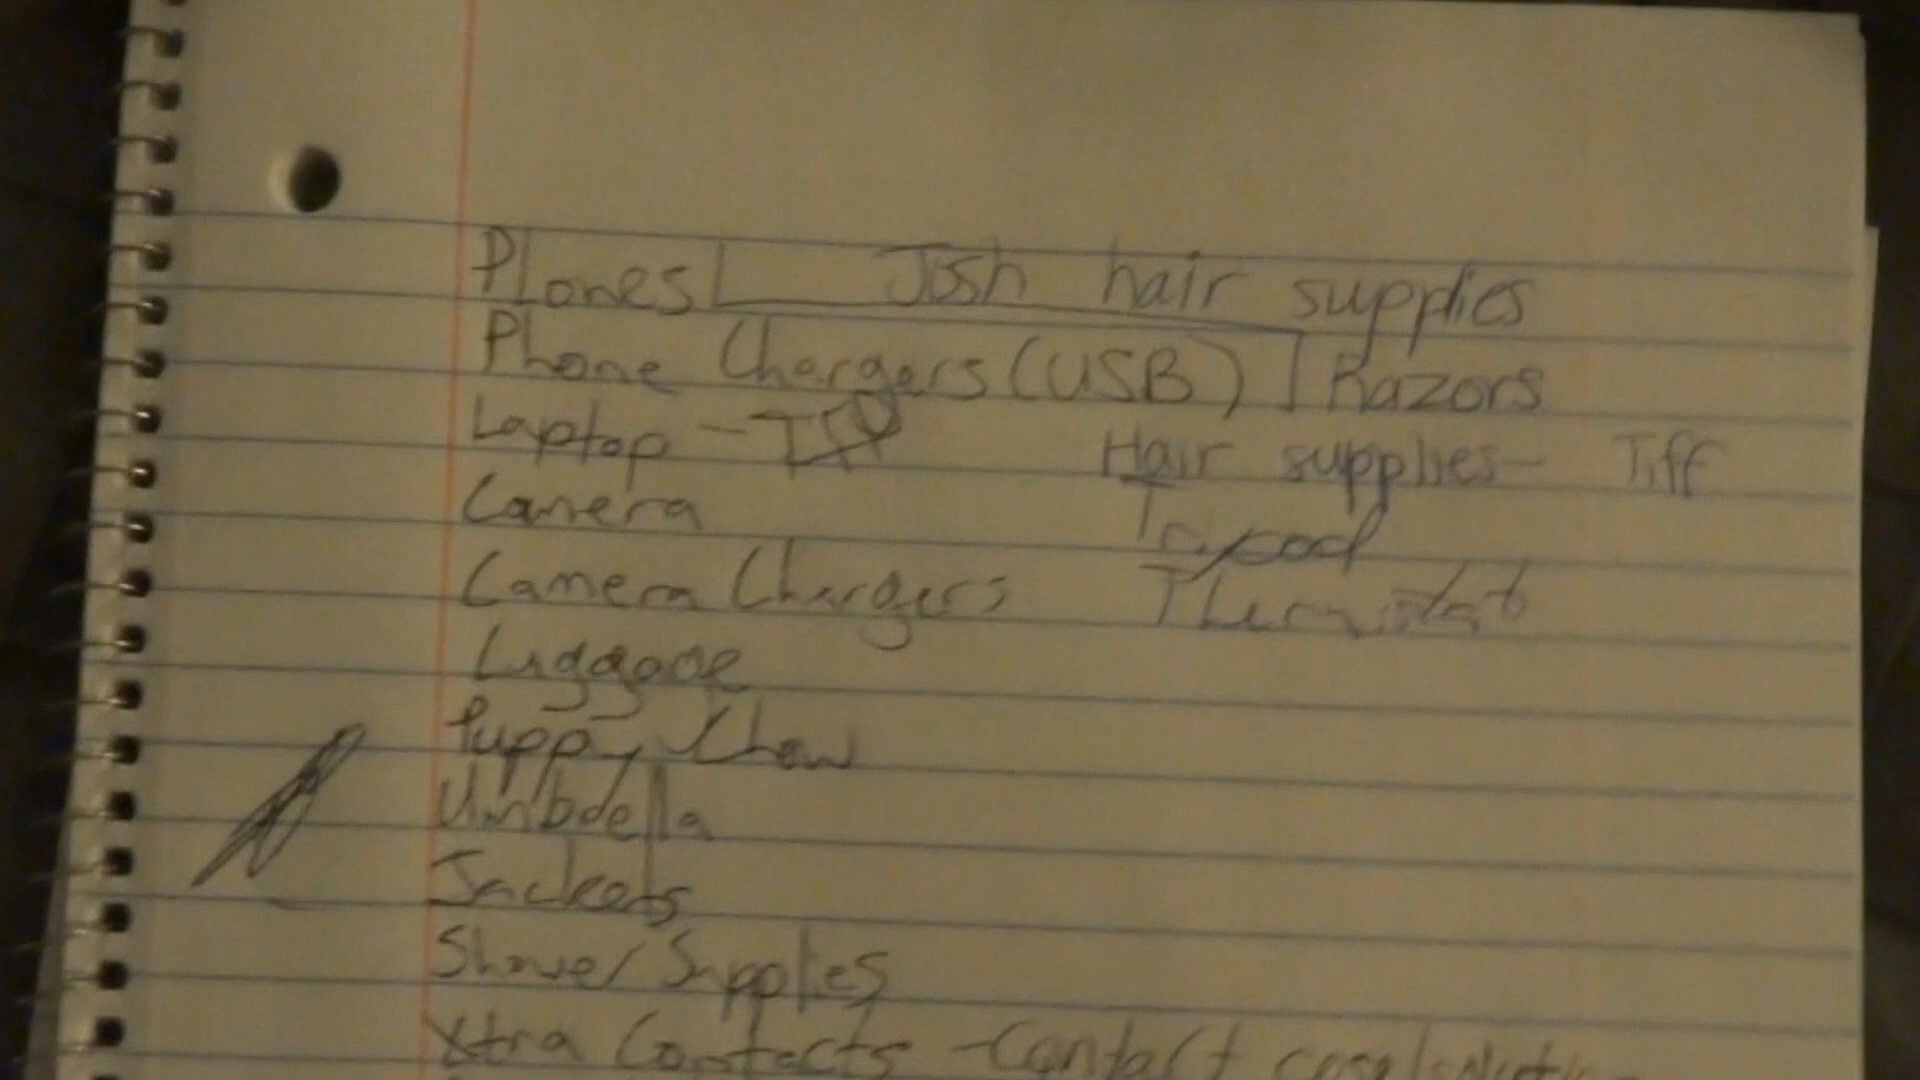 Phones
Josh hair supplies
Phone Chargers (USB)
Razors
Laptop -
Hair supplies - Tiff
Camera
Tripod
Camera Chargers
Thermostat
Luggage
Puppy Chow
Umbrella
Jackets
Shower Supplies
Xtra Contacts - Contact case/solution